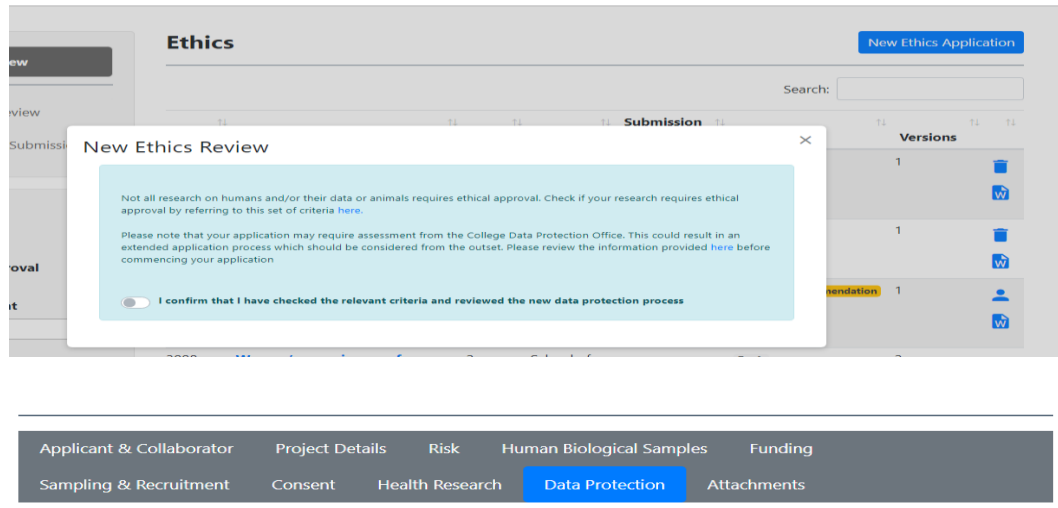 Ethics
New Ethics Application
ew
Search:
view
Submission
Submissi
New Ethics Review
×
Versions
1
Not all research on humans and/or their data or animals requires ethical approval. Check if your research requires ethical
approval by referring to this set of criteria here.
Please note that your application may require assessment from the College Data Protection Office. This could result in an
extended application process which should be considered from the outset. Please review the information provided here before
commencing your application
1
roval
I confirm that I have checked the relevant criteria and reviewed the new data protection process
mendation 1
nt
Applicant & Collaborator Project Details Risk Human Biological Samples Funding
Sampling & Recruitment Consent Health Research Data Protection Attachments